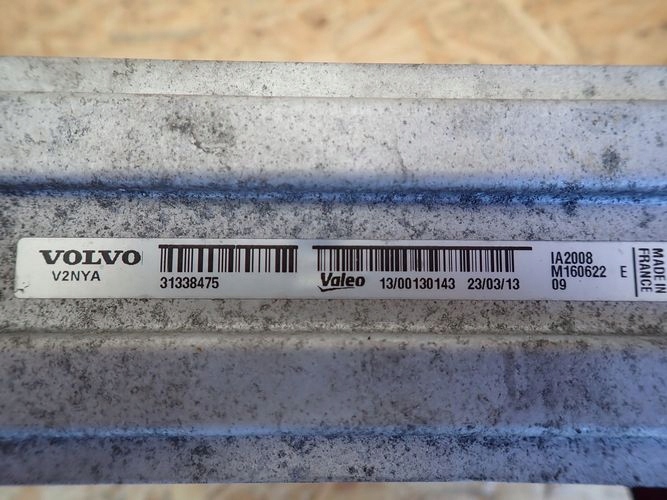 VOLVO
V2NYA
31338475
Valeo 13/00130143 23/03/13
IA2008
M160622 E
09
MADE IN
FRANCE